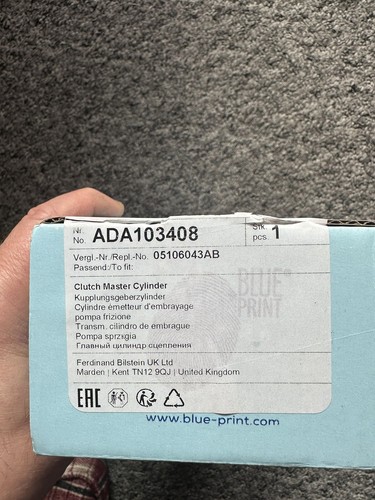 Nr.
No. ADA103408
Stk.
pcs. 1
Vergl.-Nr./Repl.-No. 05106043AB
Passend:/To fit:
BLUE®
PRINT
Clutch Master Cylinder
Kupplungsgeberzylinder
Cylindre émetteur d'embrayage
pompa frizione
Transm. cilindro de embrague
Pompa sprzęgia
Главный цилиндр сцепления
Ferdinand Bilstein UK Ltd
Marden | Kent TN12 9QJ | United Kingdom
EAC
www.blue-print.com